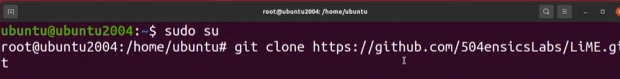 root@ubuntu2004: /home/ubuntu
ubuntu@ubuntu2004:~$ sudo su
root@ubuntu2004:/home/ubuntu# git clone https://github.com/504ensicsLabs/LiME.gi
t